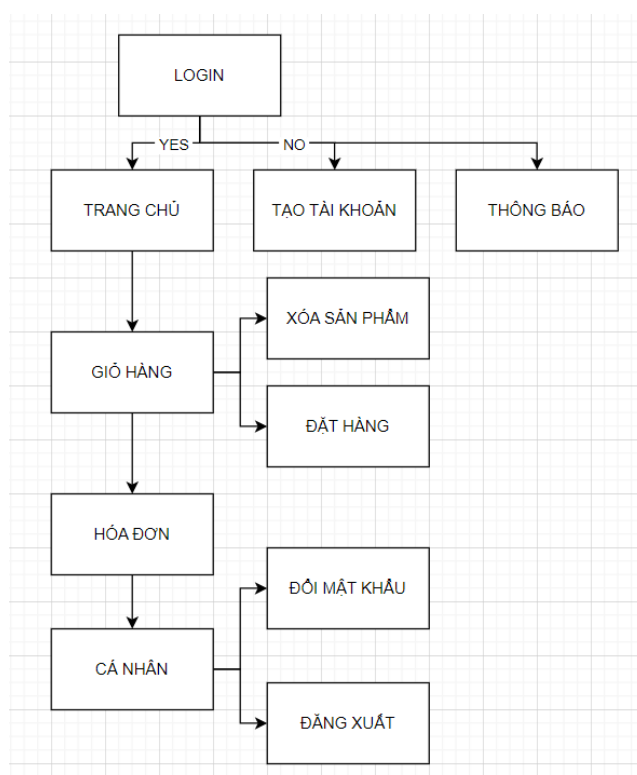 LOGIN
YES
NO
TRANG CHỦ
TẠO TÀI KHOẢN
THÔNG BÁO
XÓA SẢN PHẨM
GIỎ HÀNG
ĐẶT HÀNG
HÓA ĐƠN
ĐỔI MẬT KHẨU
CÁ NHÂN
ĐĂNG XUẤT